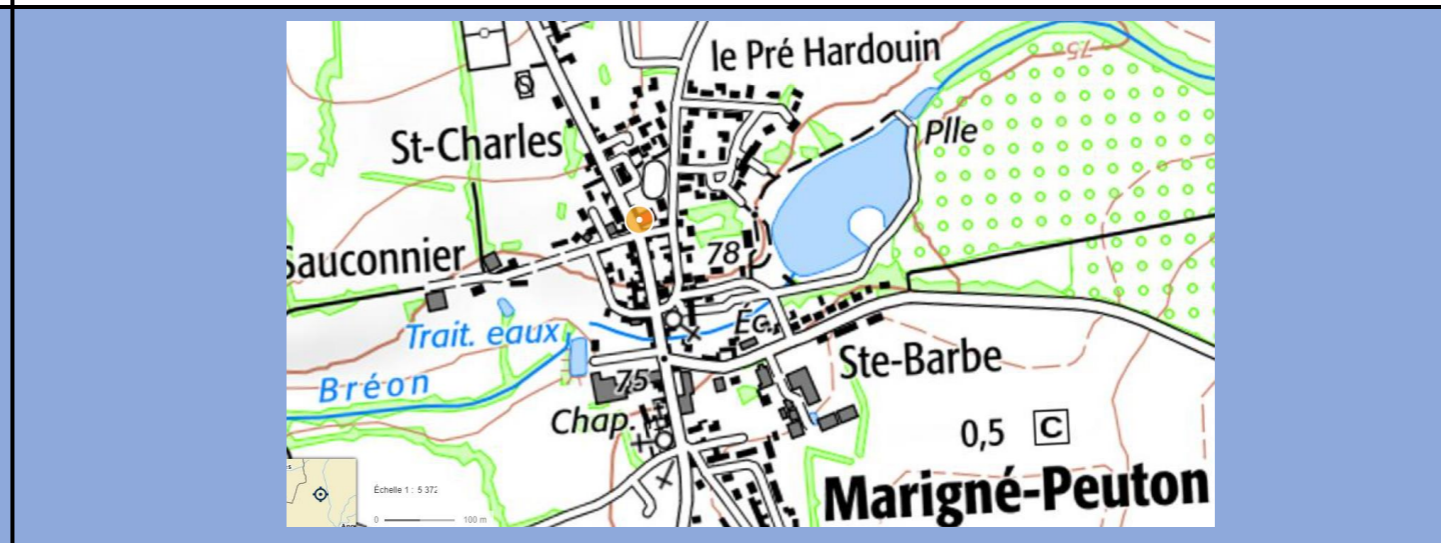 le Pré Hardouin
75
St-Charles
Plle
Sauconnier
78
Trait. eaux
Éc.
Ste-Barbe
Bréon
75
Chap.
0,5 C
Marigné-Peuton
Échelle 1 : 5 372
0 100 m